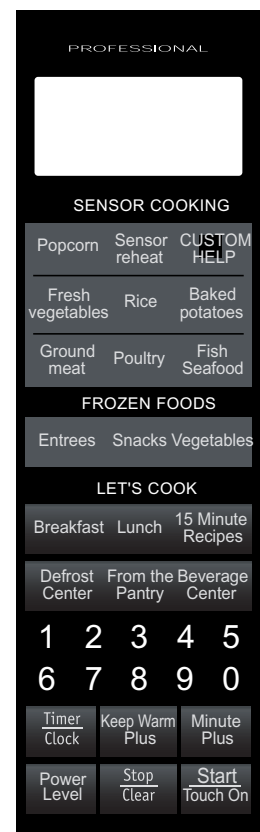 PROFESSIONAL
SENSOR COOKING
Popcorn Sensor reheat CUSTOM HELP
Fresh vegetables Rice Baked potatoes
Ground meat Poultry Fish Seafood
FROZEN FOODS
Entrees Snacks Vegetables
LET'S COOK
Breakfast Lunch 15 Minute Recipes
Defrost Center From the Pantry Beverage Center
1 2 3 4 5
6 7 8 9 0
Timer Clock Keep Warm Plus Minute Plus
Power Level Stop Clear Start Touch On